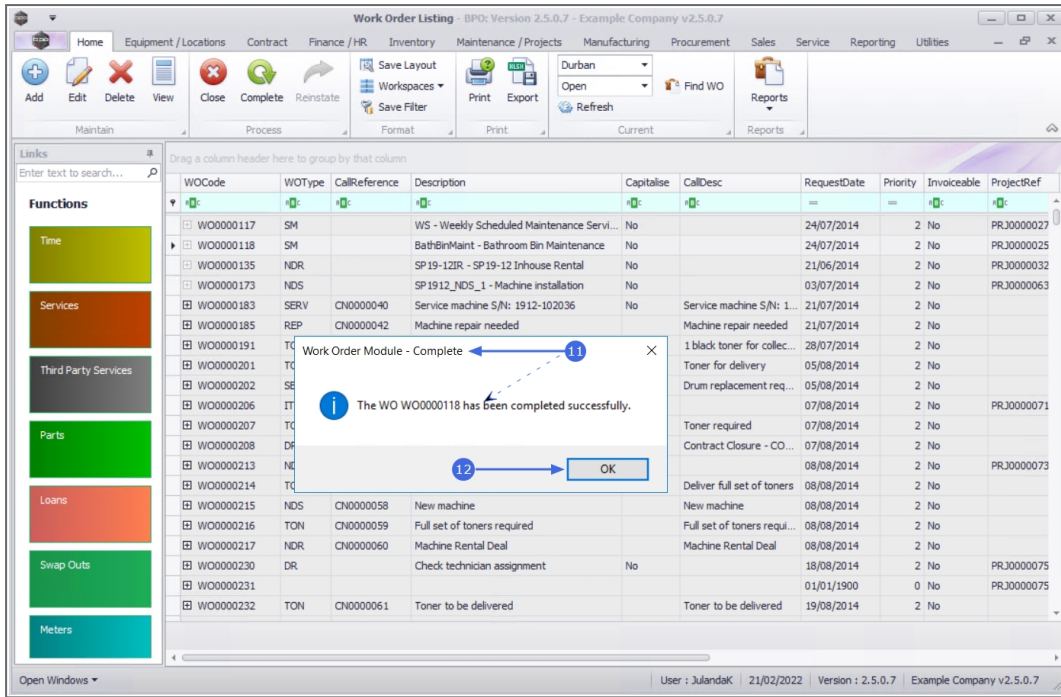 Work Order Listing - BPO: Version 2.5.0.7 - Example Company v2.5.0.7
Home Equipment / Locations Contract Finance / HR Inventory Maintenance / Projects Manufacturing Procurement Sales Service Reporting Utilities
Add Edit Delete View
Maintain
Close Complete Reinstate
Process
Save Layout
Workspaces
Save Filter
Format
Print Export
Print
Durban
Open
Refresh
Find WO
Current
Reports
Reports
Links
Enter text to search...
Functions
Time
Services
Third Party Services
Parts
Loans
Swap Outs
Meters
Drag a column header here to group by that column
WOCode WOType CallReference Description Capitalise CallDesc RequestDate Priority Invoiceable ProjectRef
WO0000117 SM WS - Weekly Scheduled Maintenance Servi... No 24/07/2014 2 No PRJ0000027
WO0000118 SM BathBinMaint - Bathroom Bin Maintenance No 24/07/2014 2 No PRJ0000025
WO0000135 NDR SP19-12IR - SP19-12 Inhouse Rental No 21/06/2014 2 No PRJ0000032
WO0000173 NDS SP1912_NDS_1 - Machine installation No 03/07/2014 2 No PRJ0000063
WO0000183 SERV CN0000040 Service machine S/N: 1912-102036 No Service machine S/N: 1... 21/07/2014 2 No
WO0000185 REP CN0000042 Machine repair needed Machine repair needed 21/07/2014 2 No
WO0000191 TO 1 black toner for collec... 28/07/2014 2 No
WO0000201 TO Toner for delivery 05/08/2014 2 No
WO0000202 SE Drum replacement req... 05/08/2014 2 No
WO0000206 IT 07/08/2014 2 No PRJ0000071
WO0000207 TO Toner required 07/08/2014 2 No
WO0000208 DR Contract Closure - CO... 07/08/2014 2 No
WO0000213 ND 08/08/2014 2 No PRJ0000073
WO0000214 TO Deliver full set of toners 08/08/2014 2 No
WO0000215 NDS CN0000058 New machine New machine 08/08/2014 2 No
WO0000216 TON CN0000059 Full set of toners required Full set of toners requi... 08/08/2014 2 No
WO0000217 NDR CN0000060 Machine Rental Deal Machine Rental Deal 08/08/2014 2 No
WO0000230 DR Check technician assignment No 18/08/2014 2 No PRJ0000075
WO0000231 01/01/1900 0 No PRJ0000075
WO0000232 TON CN0000061 Toner to be delivered Toner to be delivered 19/08/2014 2 No
Work Order Module - Complete 11
The WO WO0000118 has been completed successfully.
12 OK
Open Windows User : JulandaK 21/02/2022 Version : 2.5.0.7 Example Company v2.5.0.7